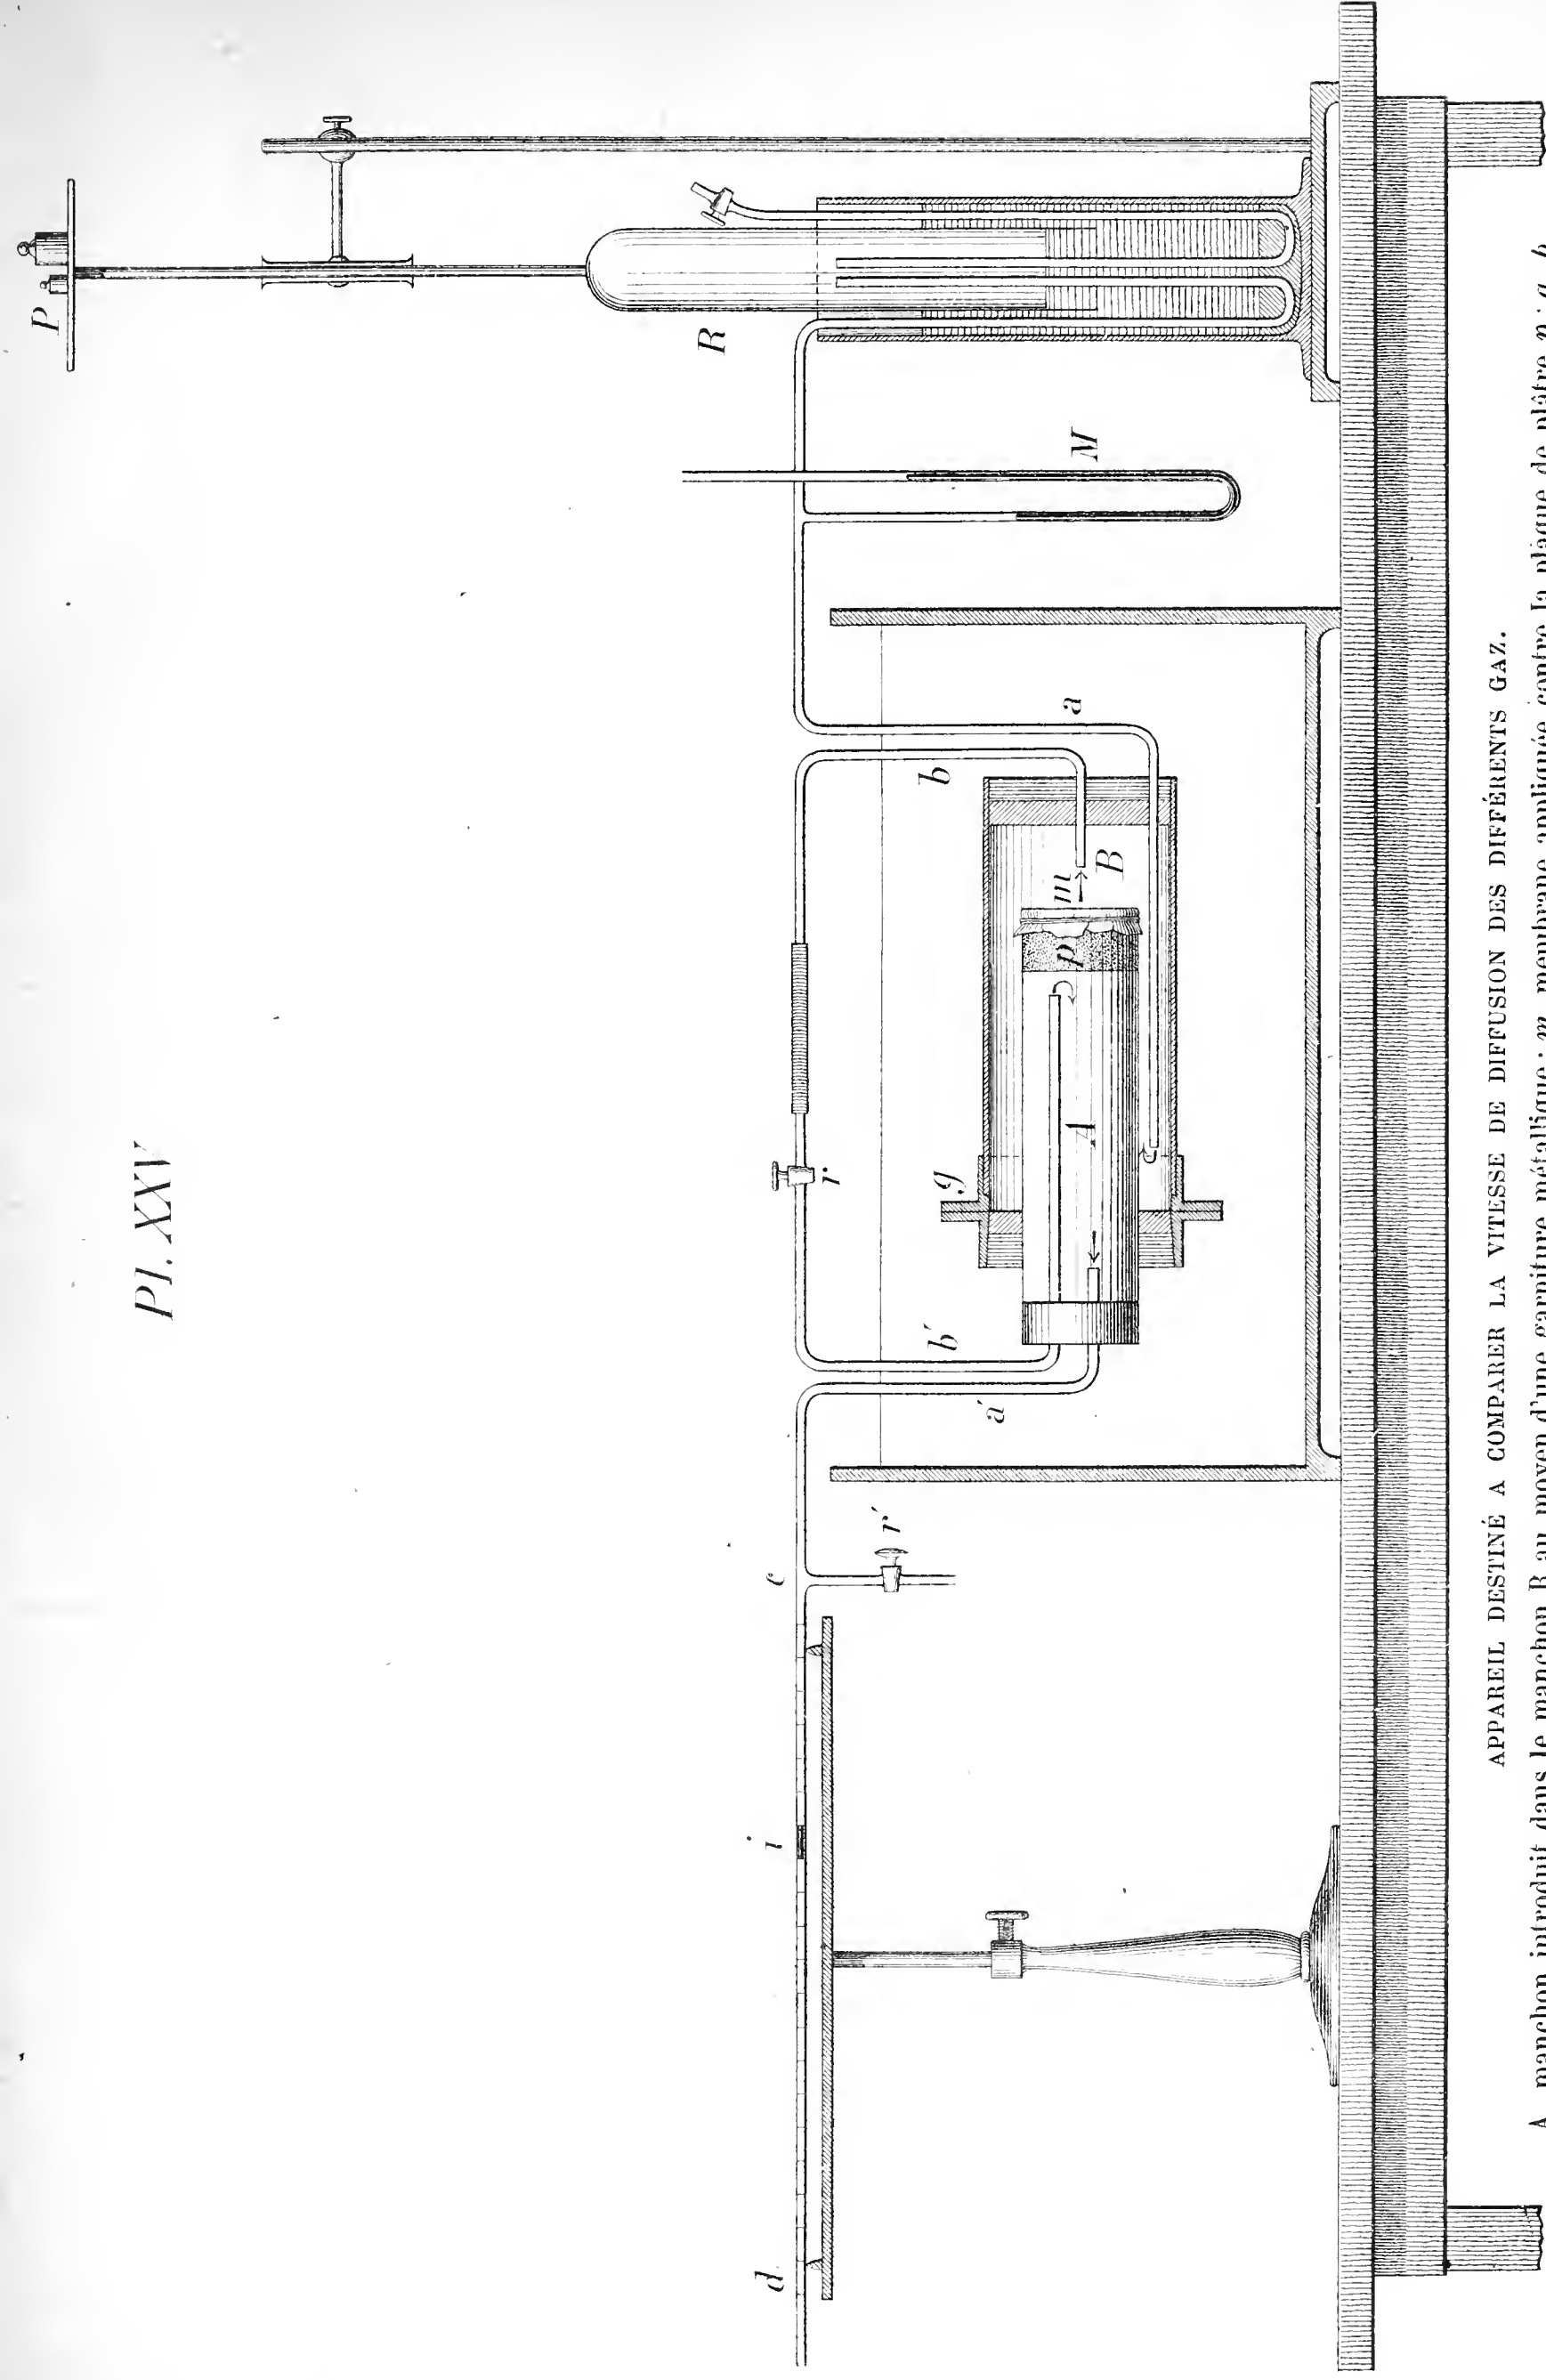 Pl. XXV
P
R
M
a
b
B
m
p
A
g
r
b′
a′
r′
c
i
d
APPAREIL DESTINÉ A COMPARER LA VITESSE DE DIFFUSION DES DIFFÉRENTS GAZ.
A manchon introduit dans le manchon B au moyen d'une garniture métallique; m, membrane appliquée contre la plaque de plâtre p; a, b